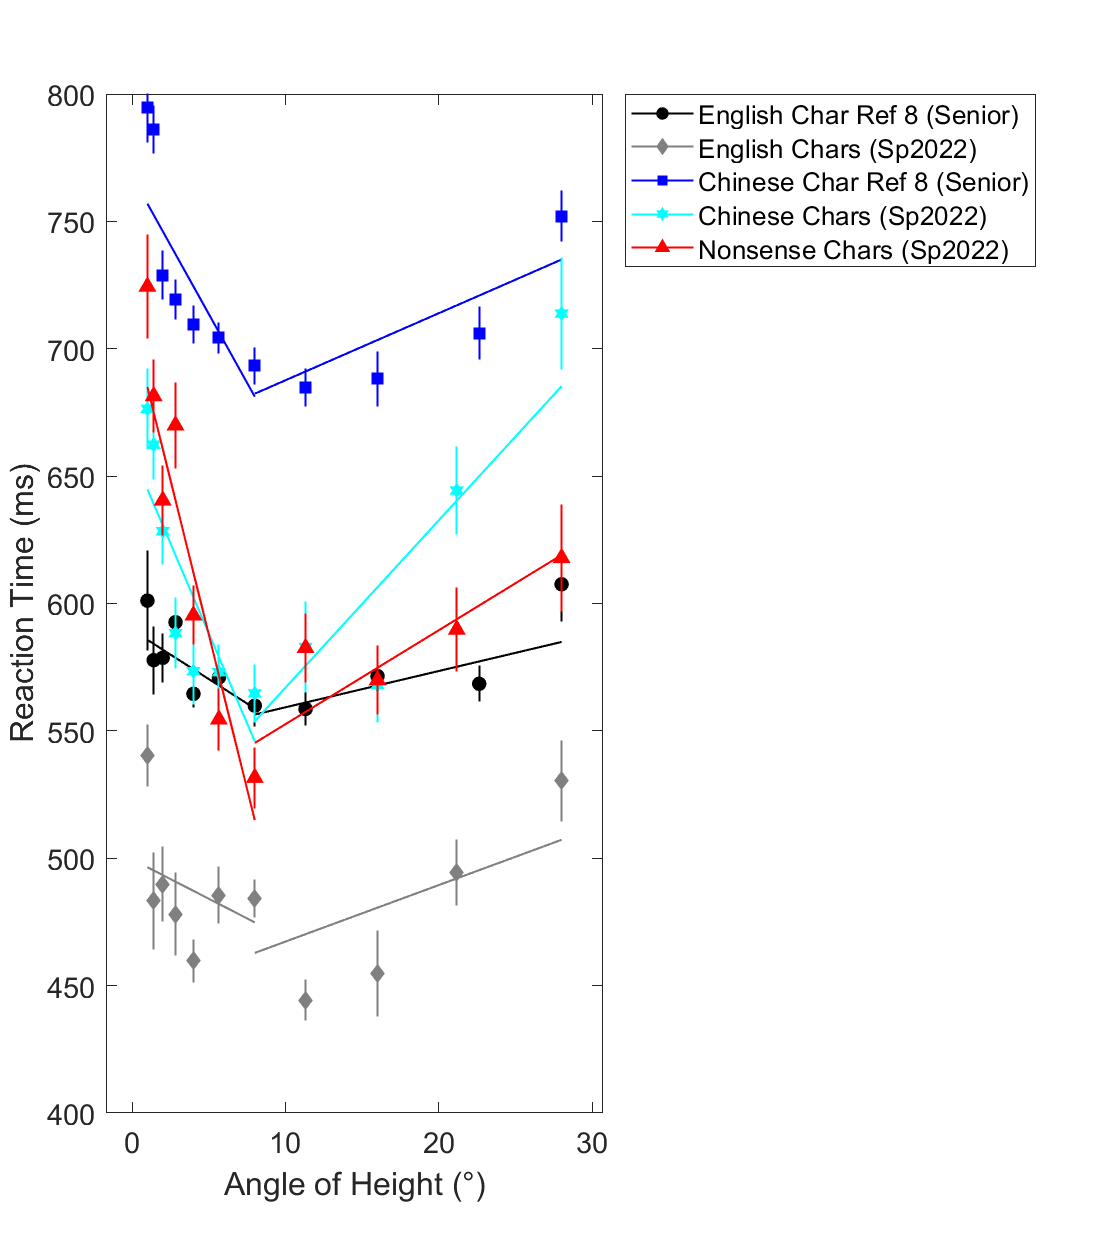 800
750
700
650
600
550
500
450
400
0 10 20 30
Angle of Height (°)
Reaction Time (ms)
English Char Ref 8 (Senior)
English Chars (Sp2022)
Chinese Char Ref 8 (Senior)
Chinese Chars (Sp2022)
Nonsense Chars (Sp2022)